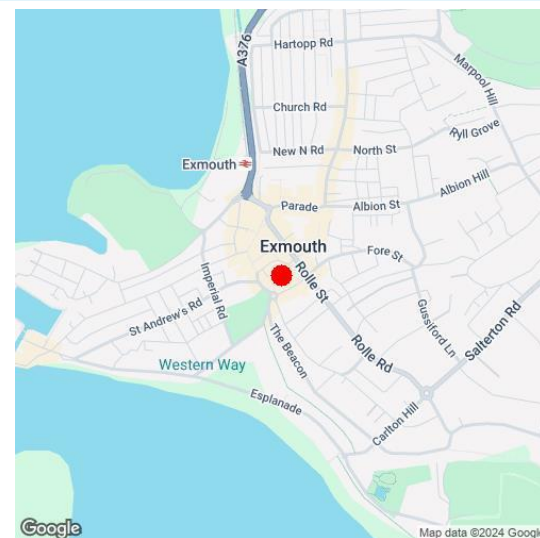 A376
Hartopp Rd
Marpool Hill
Church Rd
Ryll Grove
New N Rd
North St
Exmouth
Albion Hill
Parade
Albion St
Exmouth
Fore St
Rolle St
Imperial Rd
Gussiford Ln
St Andrew's Rd
Salterton Rd
The Beacon
Rolle Rd
Western Way
Esplanade
Carlton Hill
Google
Map data ©2024 Google